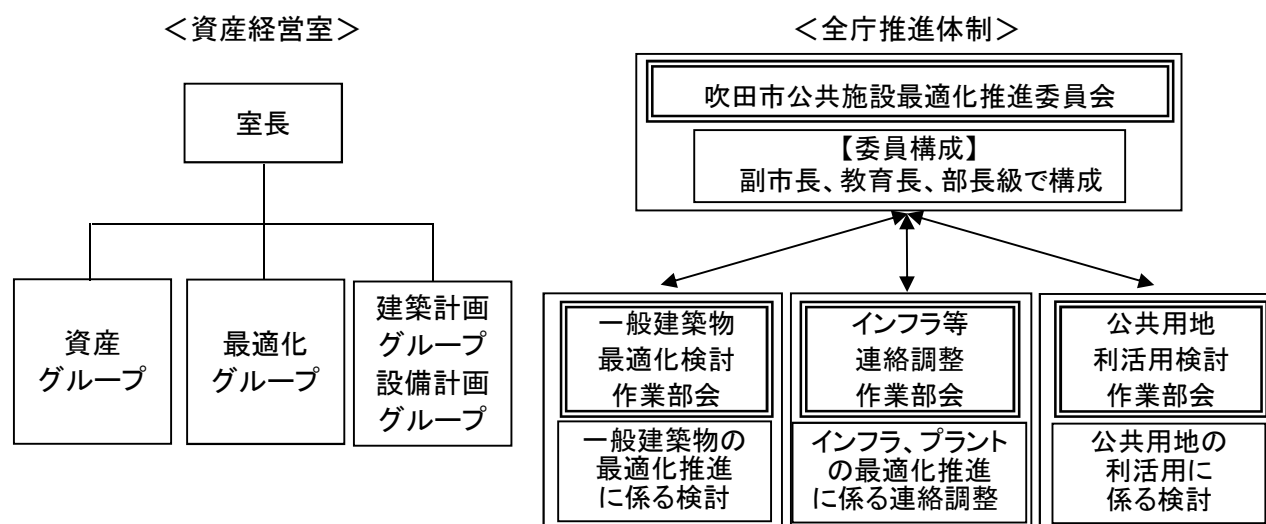 ＜資産経営室＞
室長
資産
グループ
最適化
グループ
建築計画
グループ
設備計画
グループ
＜全庁推進体制＞
吹田市公共施設最適化推進委員会
【委員構成】
副市長、教育長、部長級で構成
一般建築物
最適化検討
作業部会
一般建築物の
最適化推進
に係る検討
インフラ等
連絡調整
作業部会
インフラ、プラント
の最適化推進
に係る連絡調整
公共用地
利活用検討
作業部会
公共用地の
利活用に
係る検討